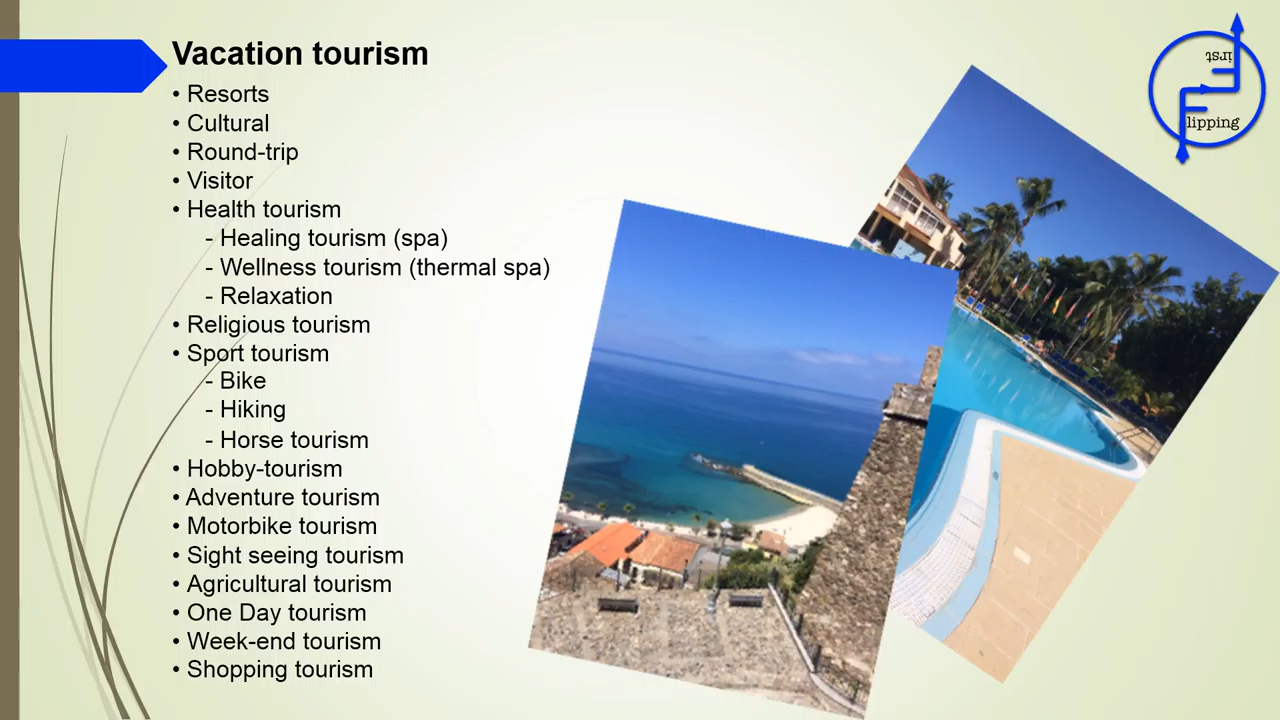 Vacation tourism
• Resorts
• Cultural
• Round-trip
• Visitor
• Health tourism
- Healing tourism (spa)
- Wellness tourism (thermal spa)
- Relaxation
• Religious tourism
• Sport tourism
- Bike
- Hiking
- Horse tourism
• Hobby-tourism
• Adventure tourism
• Motorbike tourism
• Sight seeing tourism
• Agricultural tourism
• One Day tourism
• Week-end tourism
• Shopping tourism
First
Flipping